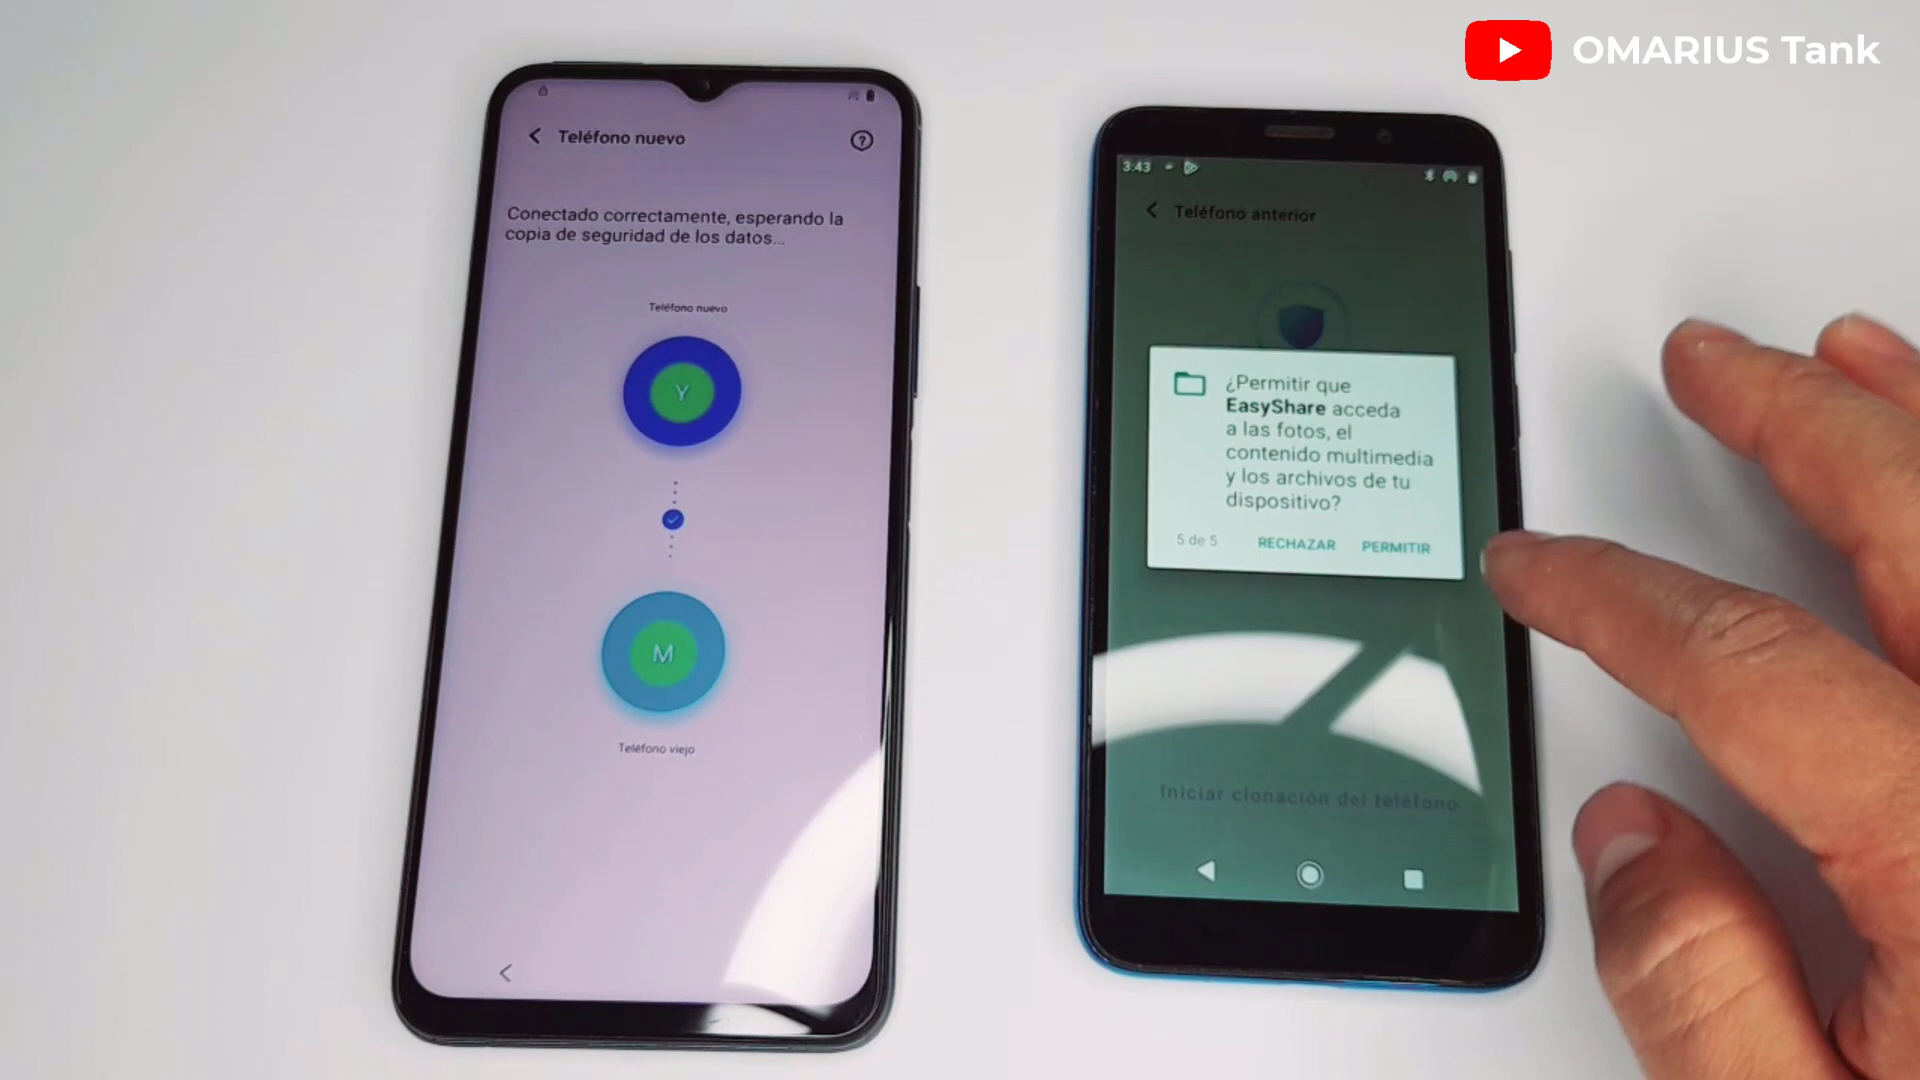 OMARIUS Tank
Teléfono nuevo
?
Conectado correctamente, esperando la
copia de seguridad de los datos...
Teléfono nuevo
Y
M
Teléfono viejo
3:43
Teléfono anterior
¿Permitir que
EasyShare acceda
a las fotos, el
contenido multimedia
y los archivos de tu
dispositivo?
5 de 5 RECHAZAR PERMITIR
Iniciar clonación del teléfono